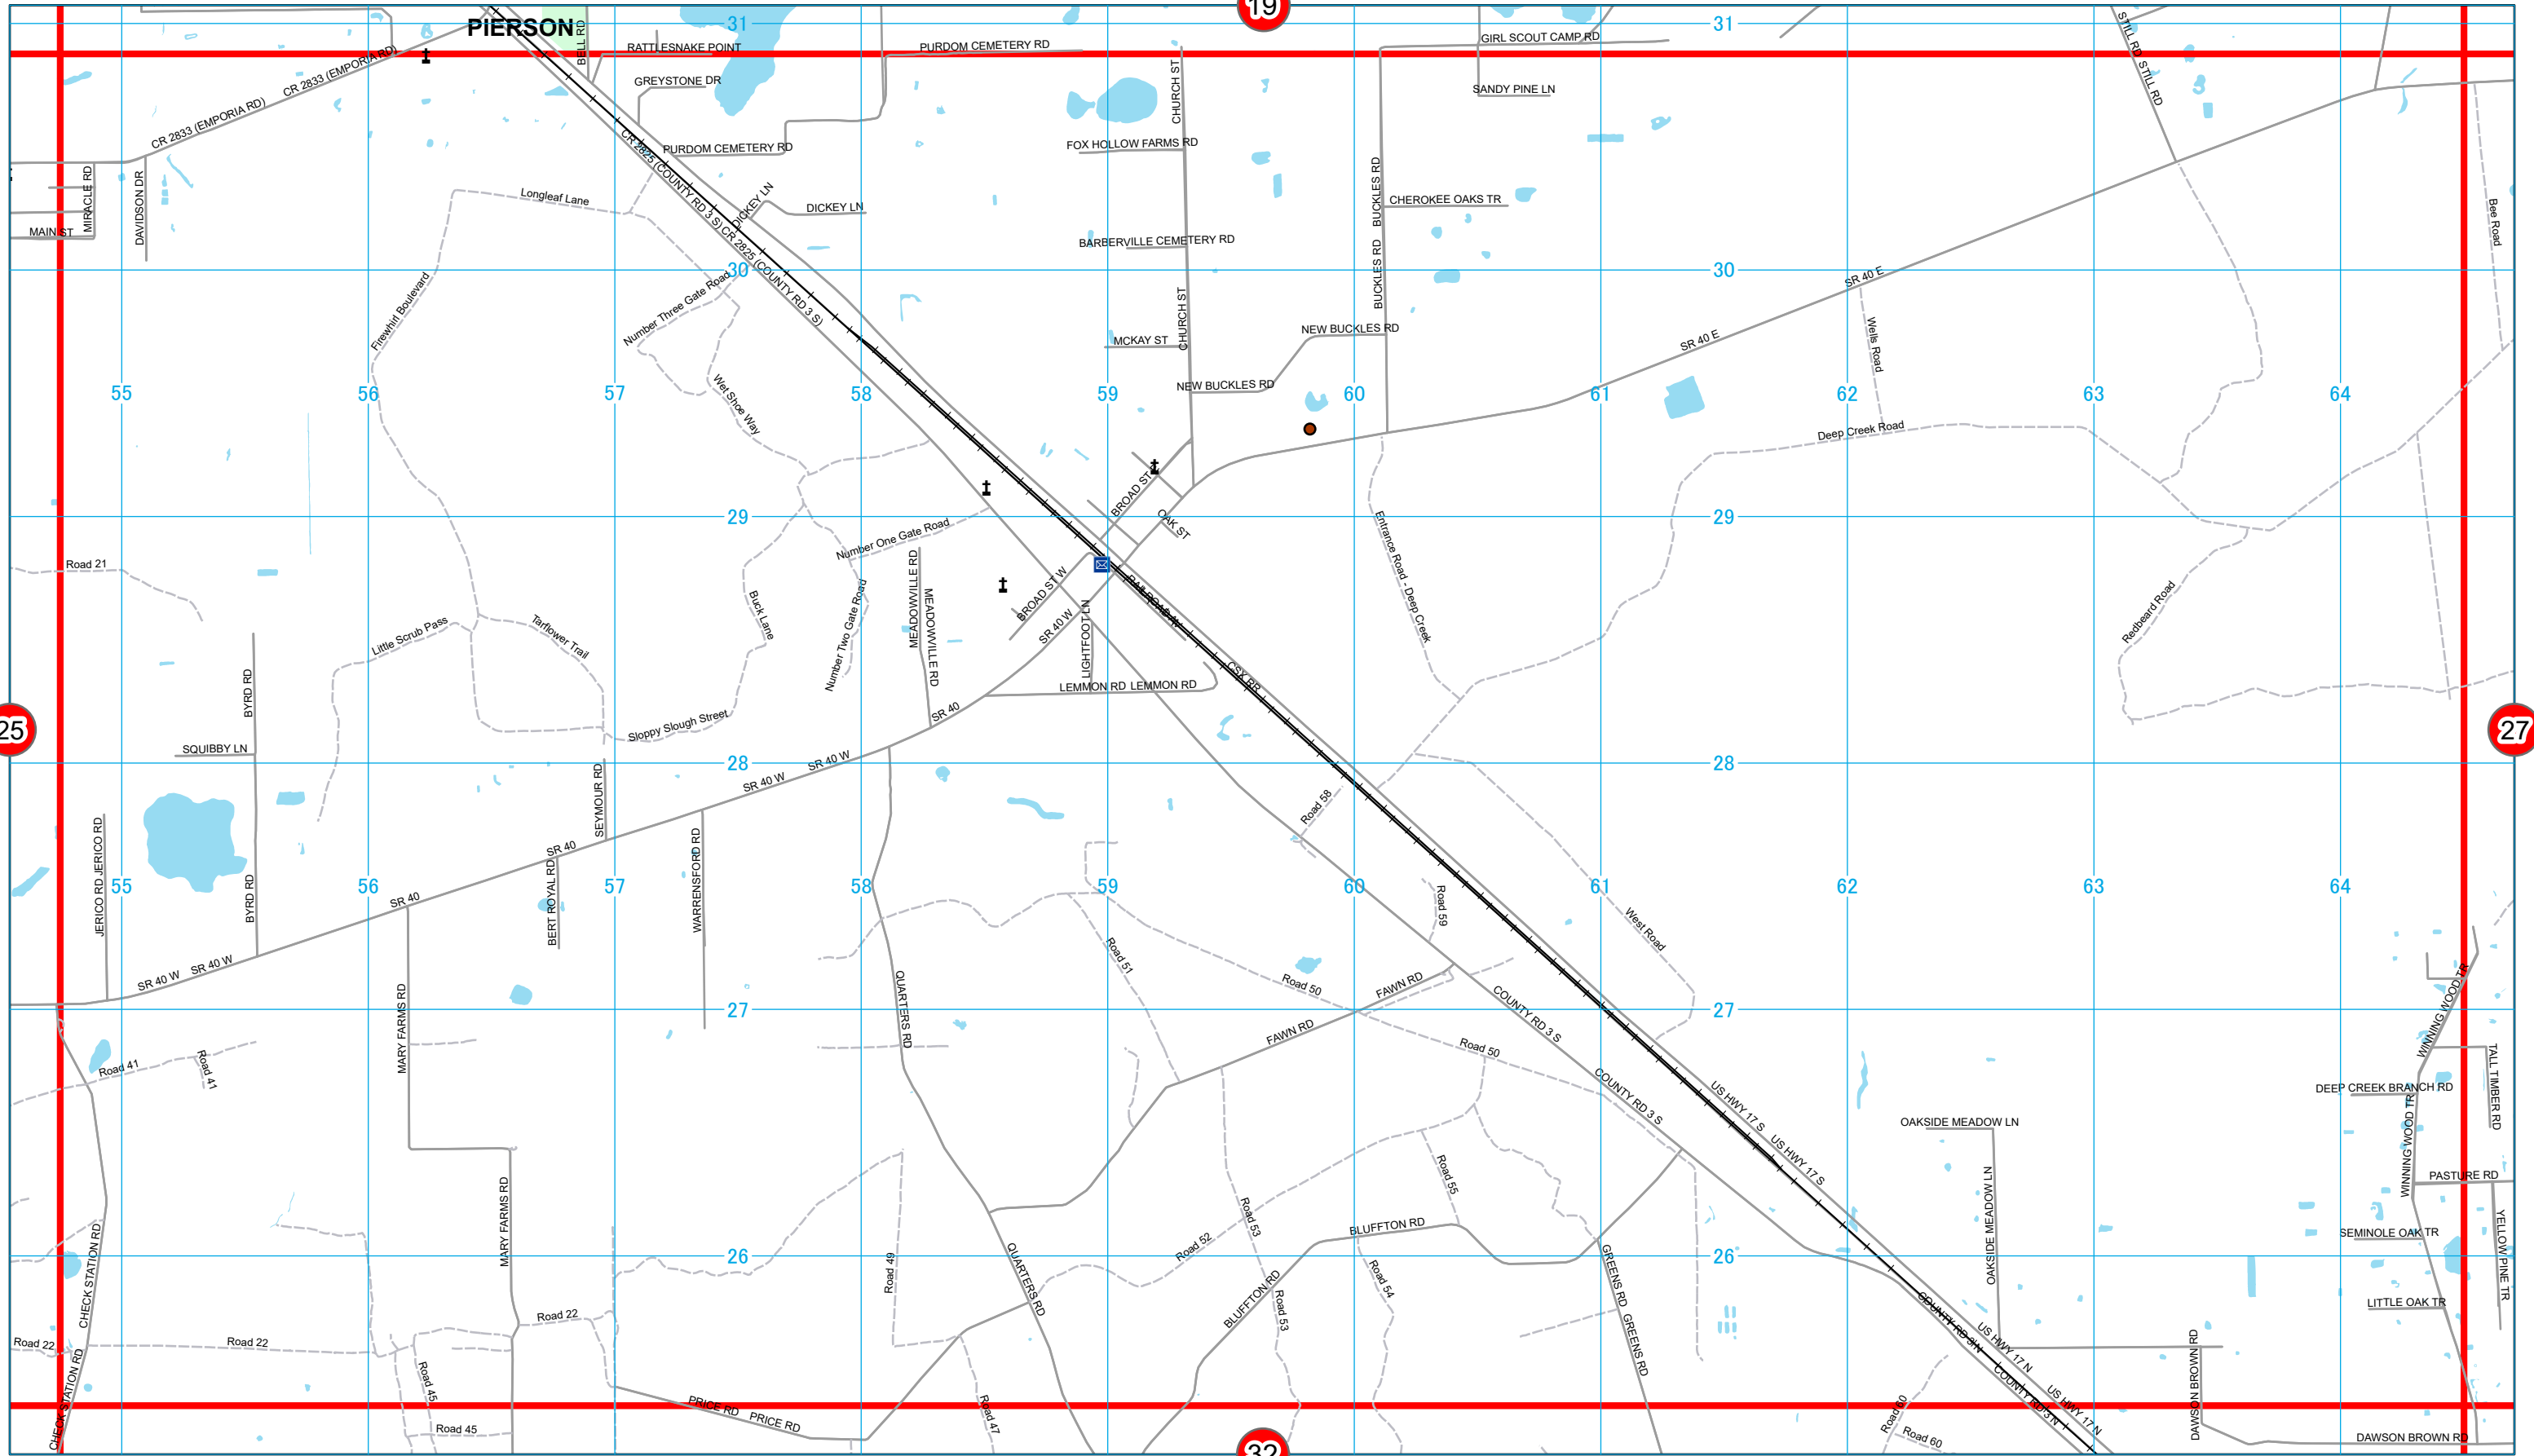 19
PIERSON
BELL RD
31
31
STILL RD
STILL RD
RATTLESNAKE POINT
PURDOM CEMETERY RD
GIRL SCOUT CAMP RD
CR 2833 (EMPORIA RD)
CR 2833 (EMPORIA RD)
GREYSTONE DR
CHURCH ST
SANDY PINE LN
PURDOM CEMETERY RD
FOX HOLLOW FARMS RD
CR 2825 (COUNTY RD 3 S)
CR 2825 (COUNTY RD 3 S)
MIRACLE RD
DAVIDSON DR
MAIN ST
Longleaf Lane
DICKEY LN
DICKEY LN
BUCKLES RD
BUCKLES RD
CHEROKEE OAKS TR
BARBERVILLE CEMETERY RD
Bee Road
30
30
30
SR 40 E
Firewhirl Boulevard
Number Three Gate Road
CHURCH ST
MCKAY ST
NEW BUCKLES RD
NEW BUCKLES RD
SR 40 E
Wells Road
Wet Shoe Way
55
56
57
58
59
60
61
62
63
64
Deep Creek Road
BROAD ST E
OAK ST
29
29
29
Number One Gate Road
Entrance Road - Deep Creek
Road 21
MEADOWVILLE RD
MEADOWVILLE RD
BROAD ST W
SR 40 W
LIGHTFOOT LN
RAILROAD AV
Buck Lane
Number Two Gate Road
Redbeard Road
Little Scrub Pass
Tarflower Trail
CSX RR
LEMMON RD
LEMMON RD
BYRD RD
SR 40
Sloppy Slough Street
25
27
SQUIBBY LN
28
28
28
SR 40 W
SR 40 W
SEYMOUR RD
Road 58
JERICO RD
JERICO RD
BYRD RD
SR 40
BERT ROYAL RD
WARRENSFORD RD
55
56
57
58
59
60
61
62
63
64
SR 40
Road 59
West Road
SR 40 W
SR 40 W
Road 51
Road 50
FAWN RD
FAWN RD
COUNTY RD 3 S
QUARTERS RD
MARY FARMS RD
27
27
27
WINNING WOOD TR
Road 41
Road 41
Road 50
COUNTY RD 3 S
US HWY 17 S
US HWY 17 S
TALL TIMBER RD
DEEP CREEK BRANCH RD
OAKSIDE MEADOW LN
WINNING WOOD TR
PASTURE RD
Road 55
MARY FARMS RD
OAKSIDE MEADOW LN
Road 53
Road 52
BLUFFTON RD
CHECK STATION RD
SEMINOLE OAK TR
YELLOW PINE TR
26
26
26
Road 49
QUARTERS RD
BLUFFTON RD
Road 53
Road 54
GREENS RD
GREENS RD
LITTLE OAK TR
Road 22
Road 22
Road 22
COUNTY RD 3 N
US HWY 17 N
CHECK STATION RD
Road 45
Road 45
PRICE RD
PRICE RD
Road 47
COUNTY RD 3 N
US HWY 17 N
Road 60
Road 60
DAWSON BROWN RD
DAWSON BROWN RD
32